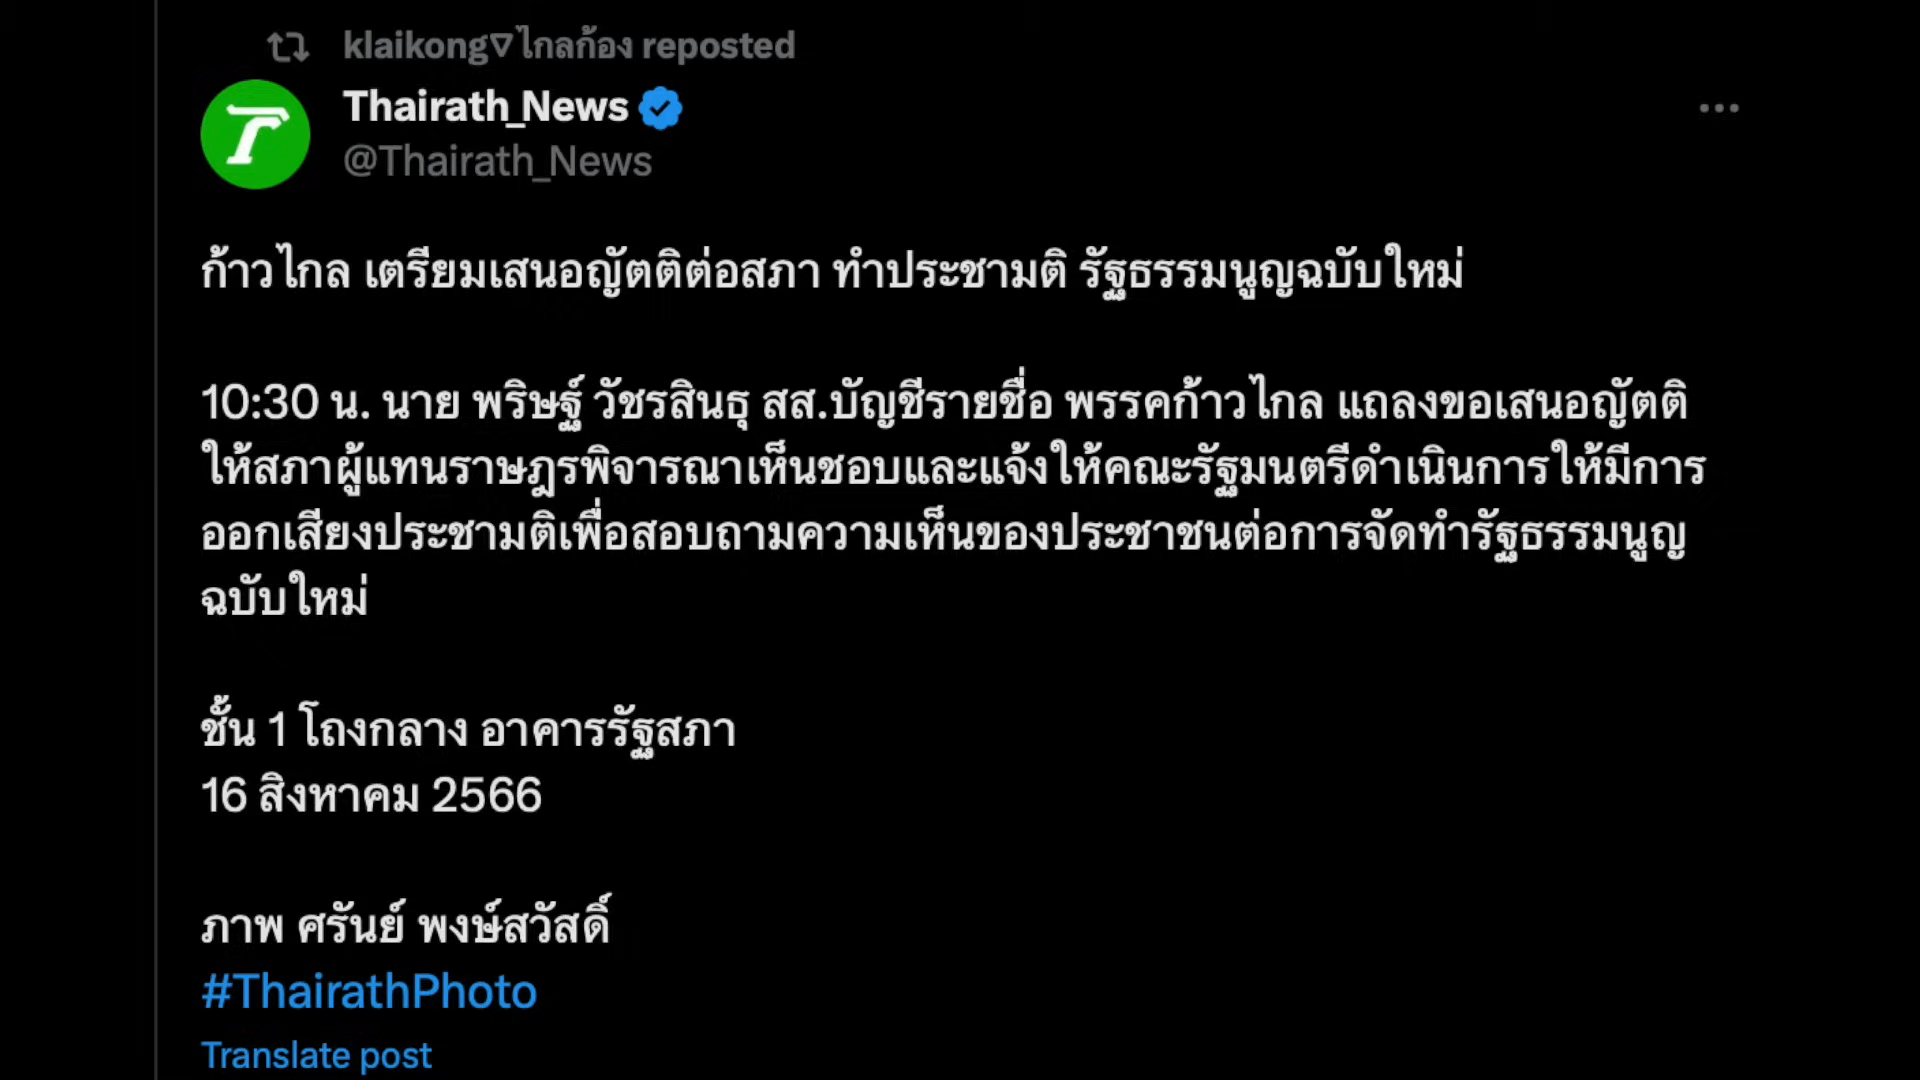 klaikong▽ไกลก้อง reposted
Thairath_News
@Thairath_News
ก้าวไกล เตรียมเสนอญัตติต่อสภา ทำประชามติ รัฐธรรมนูญฉบับใหม่
10:30 น. นาย พริษฐ์ วัชรสินธุ สส.บัญชีรายชื่อ พรรคก้าวไกล แถลงขอเสนอญัตติ
ให้สภาผู้แทนราษฎรพิจารณาเห็นชอบและแจ้งให้คณะรัฐมนตรีดำเนินการให้มีการ
ออกเสียงประชามติเพื่อสอบถามความเห็นของประชาชนต่อการจัดทำรัฐธรรมนูญ
ฉบับใหม่
ชั้น 1 โถงกลาง อาคารรัฐสภา
16 สิงหาคม 2566
ภาพ ศรันย์ พงษ์สวัสดิ์
#ThairathPhoto
Translate post